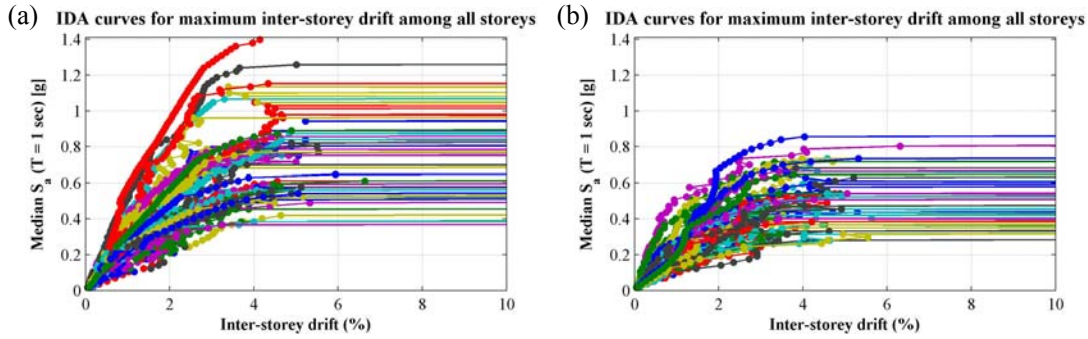 (a)
IDA curves for maximum inter-storey drift among all storeys
1.4
1.2
1
0.8
0.6
0.4
0.2
0
Median Sa (T = 1 sec) [g]
0 2 4 6 8 10
Inter-storey drift (%)
(b)
IDA curves for maximum inter-storey drift among all storeys
1.4
1.2
1
0.8
0.6
0.4
0.2
0
Median Sa (T = 1 sec) [g]
0 2 4 6 8 10
Inter-storey drift (%)